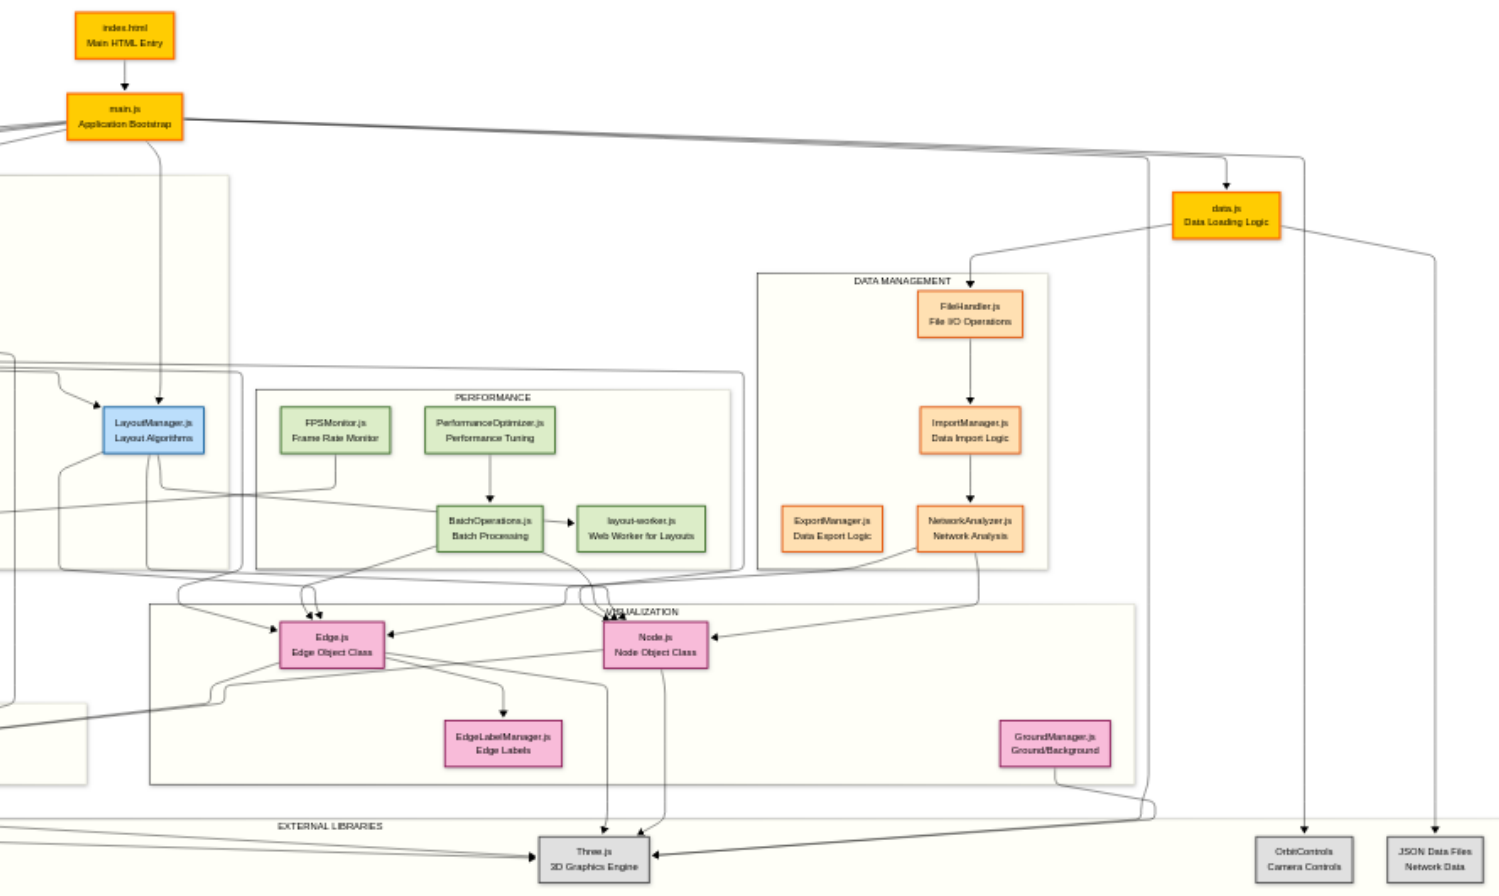 index.html
Main HTML Entry
main.js
Application Bootstrap
data.js
Data Loading Logic
DATA MANAGEMENT
FileHandler.js
File I/O Operations
PERFORMANCE
LayoutManager.js
Layout Algorithms
FPSMonitor.js
Frame Rate Monitor
PerformanceOptimizer.js
Performance Tuning
ImportManager.js
Data Import Logic
BatchOperations.js
Batch Processing
layout-worker.js
Web Worker for Layouts
ExportManager.js
Data Export Logic
NetworkAnalyzer.js
Network Analysis
VISUALIZATION
Edge.js
Edge Object Class
Node.js
Node Object Class
EdgeLabelManager.js
Edge Labels
GroundManager.js
Ground/Background
EXTERNAL LIBRARIES
Three.js
3D Graphics Engine
OrbitControls
Camera Controls
JSON Data Files
Network Data